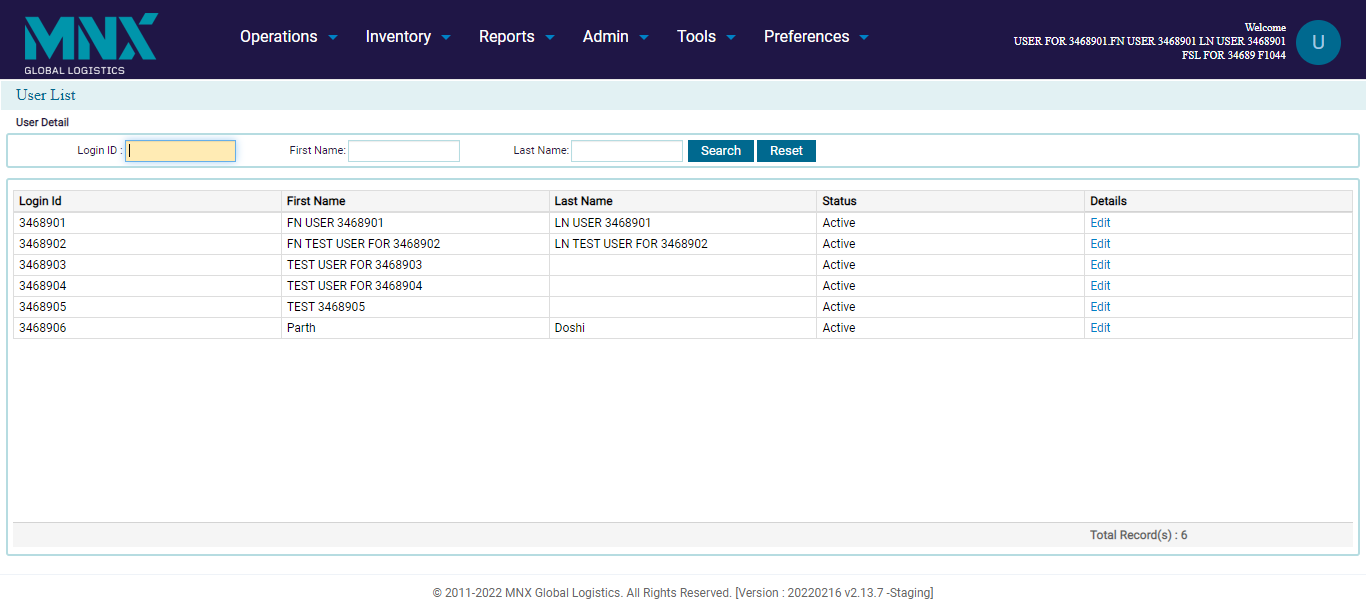 MNX
GLOBAL LOGISTICS
Operations Inventory Reports Admin Tools Preferences
Welcome
USER FOR 3468901.FN USER 3468901 LN USER 3468901
FSL FOR 34689 F1044
U
User List
User Detail
Login ID : First Name: Last Name: Search Reset
Login Id First Name Last Name Status Details
3468901 FN USER 3468901 LN USER 3468901 Active Edit
3468902 FN TEST USER FOR 3468902 LN TEST USER FOR 3468902 Active Edit
3468903 TEST USER FOR 3468903 Active Edit
3468904 TEST USER FOR 3468904 Active Edit
3468905 TEST 3468905 Active Edit
3468906 Parth Doshi Active Edit
Total Record(s) : 6
© 2011-2022 MNX Global Logistics. All Rights Reserved. [Version : 20220216 v2.13.7 -Staging]